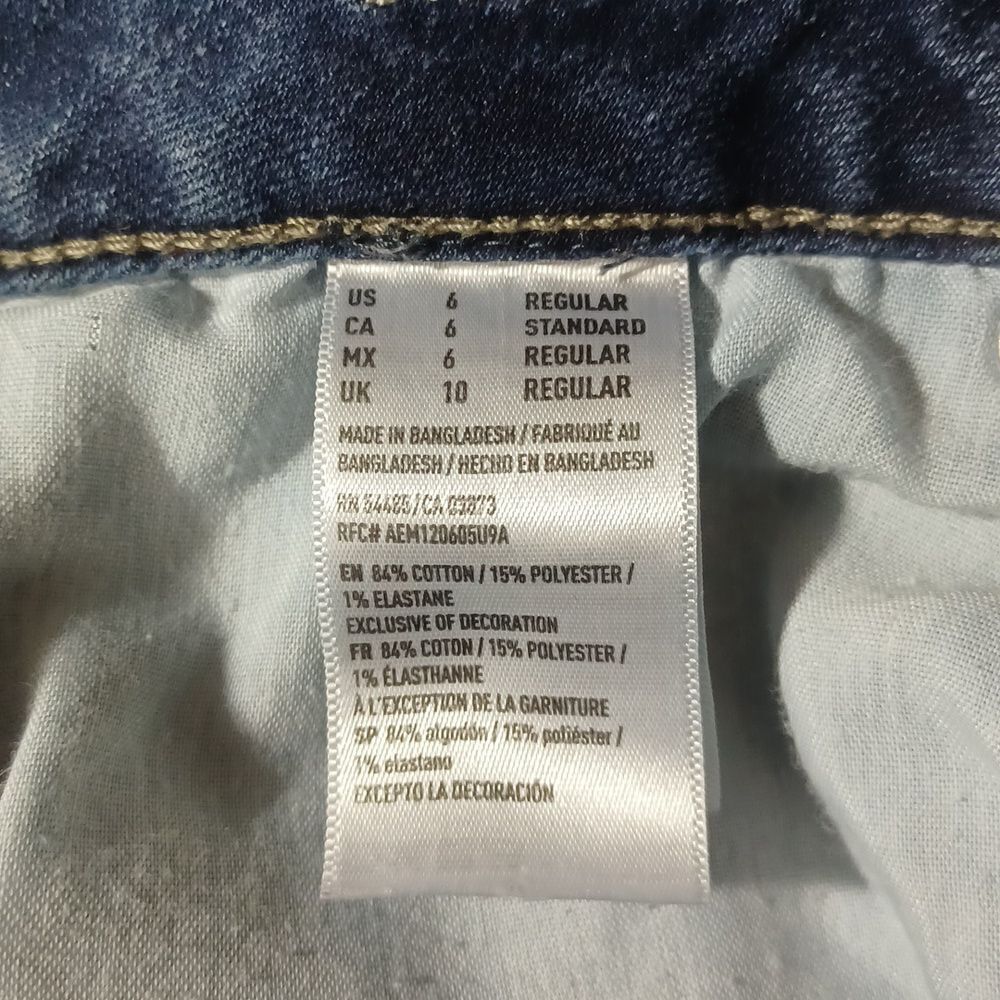 US 6 REGULAR
CA 6 STANDARD
MX 6 REGULAR
UK 10 REGULAR
MADE IN BANGLADESH / FABRIQUÉ AU
BANGLADESH / HECHO EN BANGLADESH
RN 54485/CA 03873
RFC# AEM120605U9A
EN 84% COTTON / 15% POLYESTER /
1% ELASTANE
EXCLUSIVE OF DECORATION
FR 84% COTON / 15% POLYESTER /
1% ÉLASTHANNE
À L'EXCEPTION DE LA GARNITURE
SP 84% algodón / 15% poliéster /
1% elastano
EXCEPTO LA DECORACIÓN